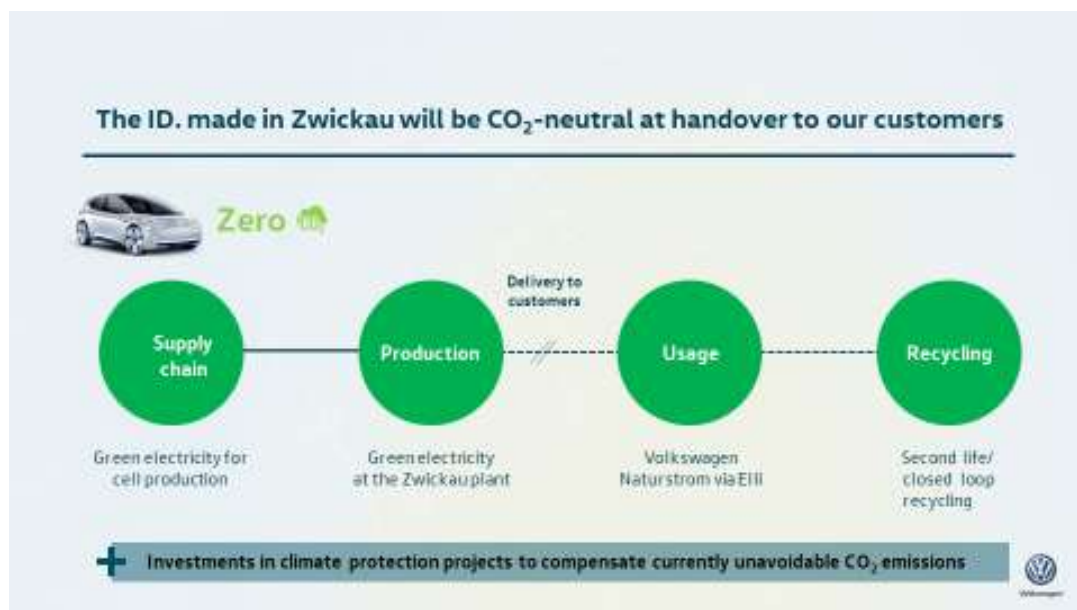 The ID. made in Zwickau will be CO₂-neutral at handover to our customers
Zero
Delivery to
customers
Supply
chain
Production
Usage
Recycling
Green electricity for
cell production
Green electricity
at the Zwickau plant
Volkswagen
Naturstrom via Elli
Second life/
closed loop
recycling
Investments in climate protection projects to compensate currently unavoidable CO₂ emissions
Volkswagen